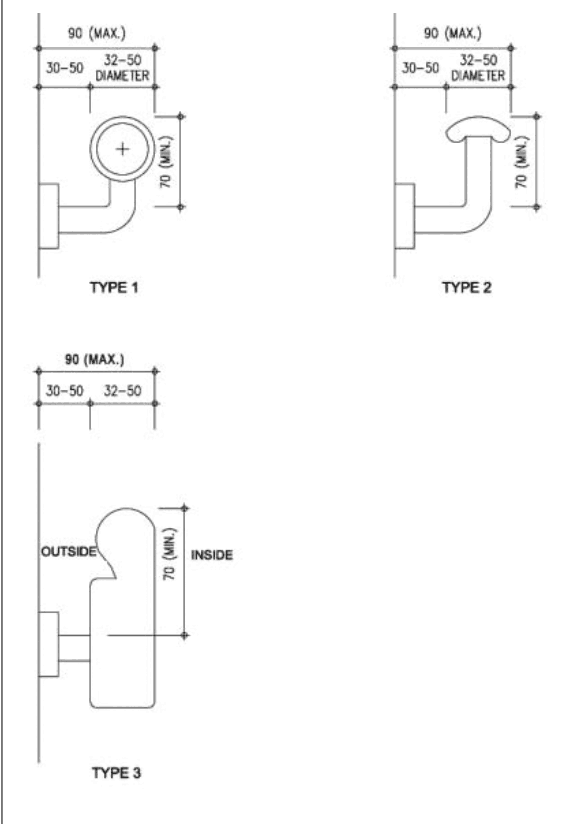 90 (MAX.)
30-50
32-50
DIAMETER
70 (MIN.)
TYPE 1
90 (MAX.)
30-50
32-50
DIAMETER
70 (MIN.)
TYPE 2
90 (MAX.)
30-50
32-50
OUTSIDE
70 (MIN.)
INSIDE
TYPE 3